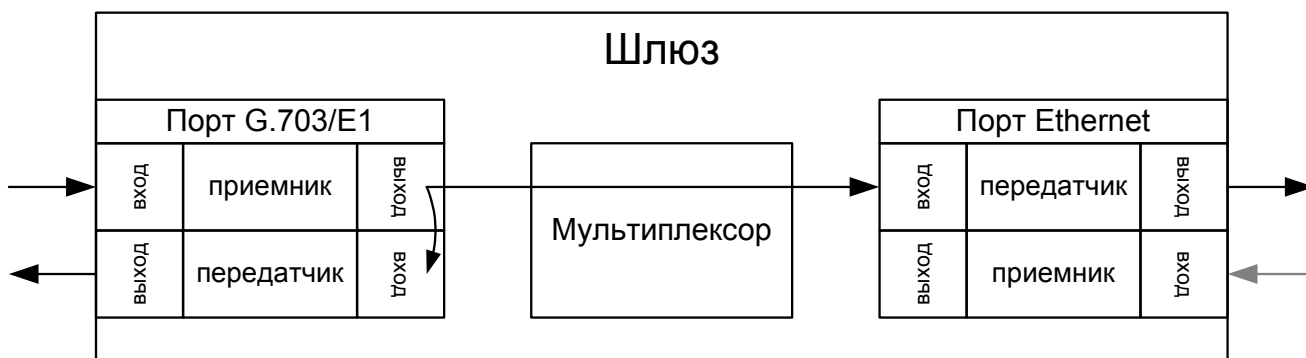 Шлюз
Порт G.703/E1
Порт Ethernet
вход
приемник
выход
вход
передатчик
выход
Мультиплексор
выход
передатчик
вход
выход
приемник
вход